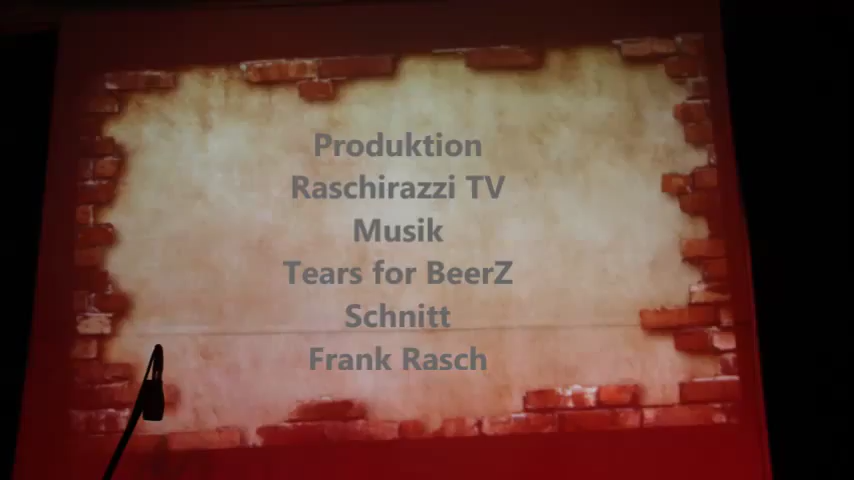 Produktion
Raschirazzi TV
Musik
Tears for BeerZ
Schnitt
Frank Rasch